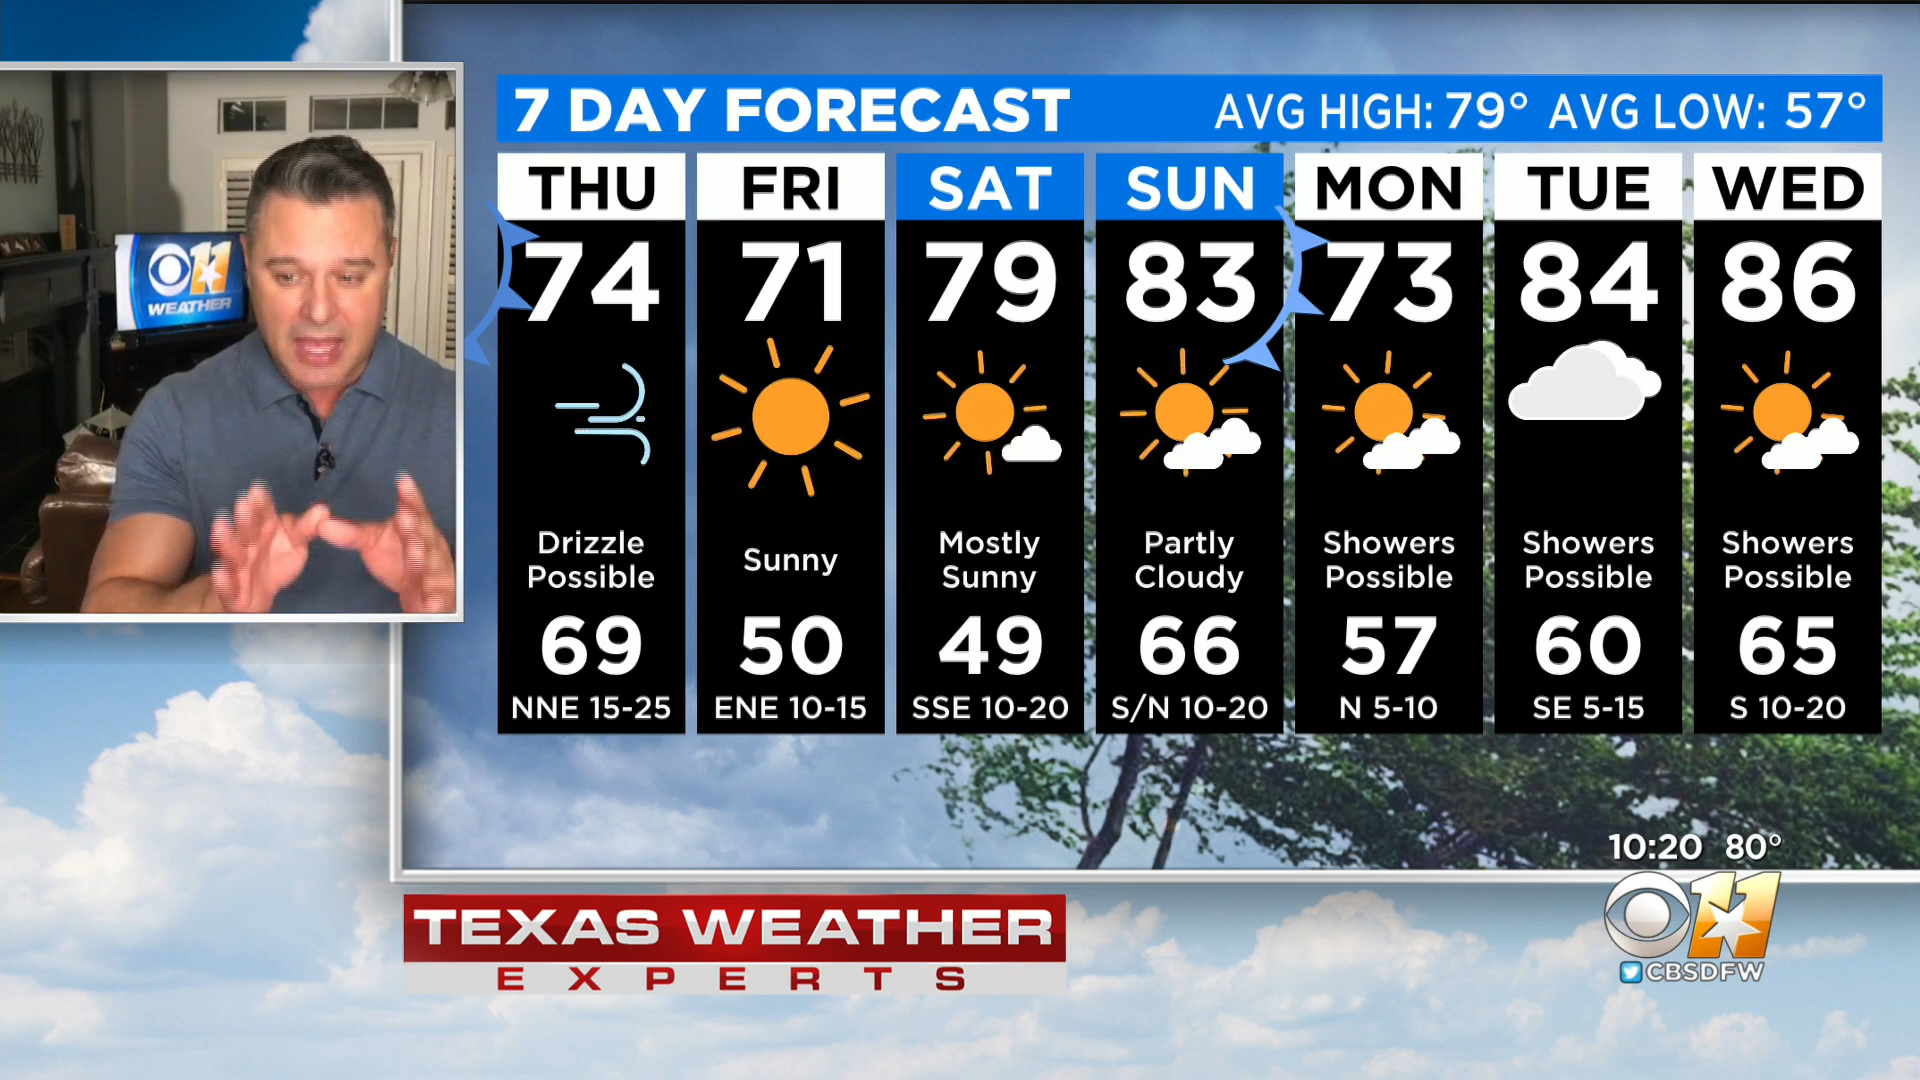 7 DAY FORECAST AVG HIGH: 79° AVG LOW: 57°
THU FRI SAT SUN MON TUE WED
74 71 79 83 73 84 86
CBS 11
WEATHER
Drizzle Possible
Sunny
Mostly Sunny
Partly Cloudy
Showers Possible
Showers Possible
Showers Possible
69 50 49 66 57 60 65
NNE 15-25 ENE 10-15 SSE 10-20 S/N 10-20 N 5-10 SE 5-15 S 10-20
10:20 80°
11
TEXAS WEATHER
EXPERTS
CBSDFW